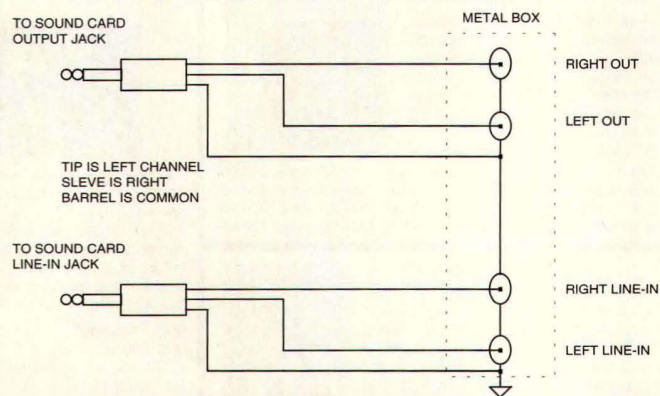 METAL BOX
TO SOUND CARD
OUTPUT JACK
RIGHT OUT
LEFT OUT
TIP IS LEFT CHANNEL
SLEVE IS RIGHT
BARREL IS COMMON
TO SOUND CARD
LINE-IN JACK
RIGHT LINE-IN
LEFT LINE-IN